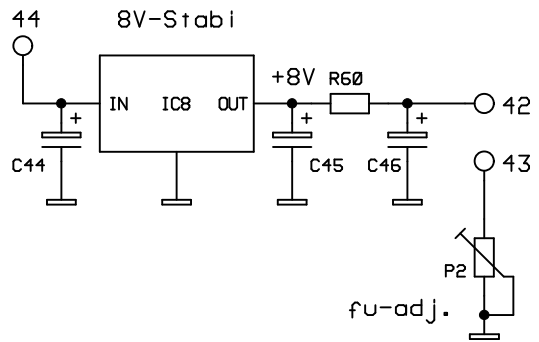 44
8V-Stabi
+8V
R60
IN
IC8
OUT
42
+
+
+
C44
C45
C46
43
P2
fu-adj.